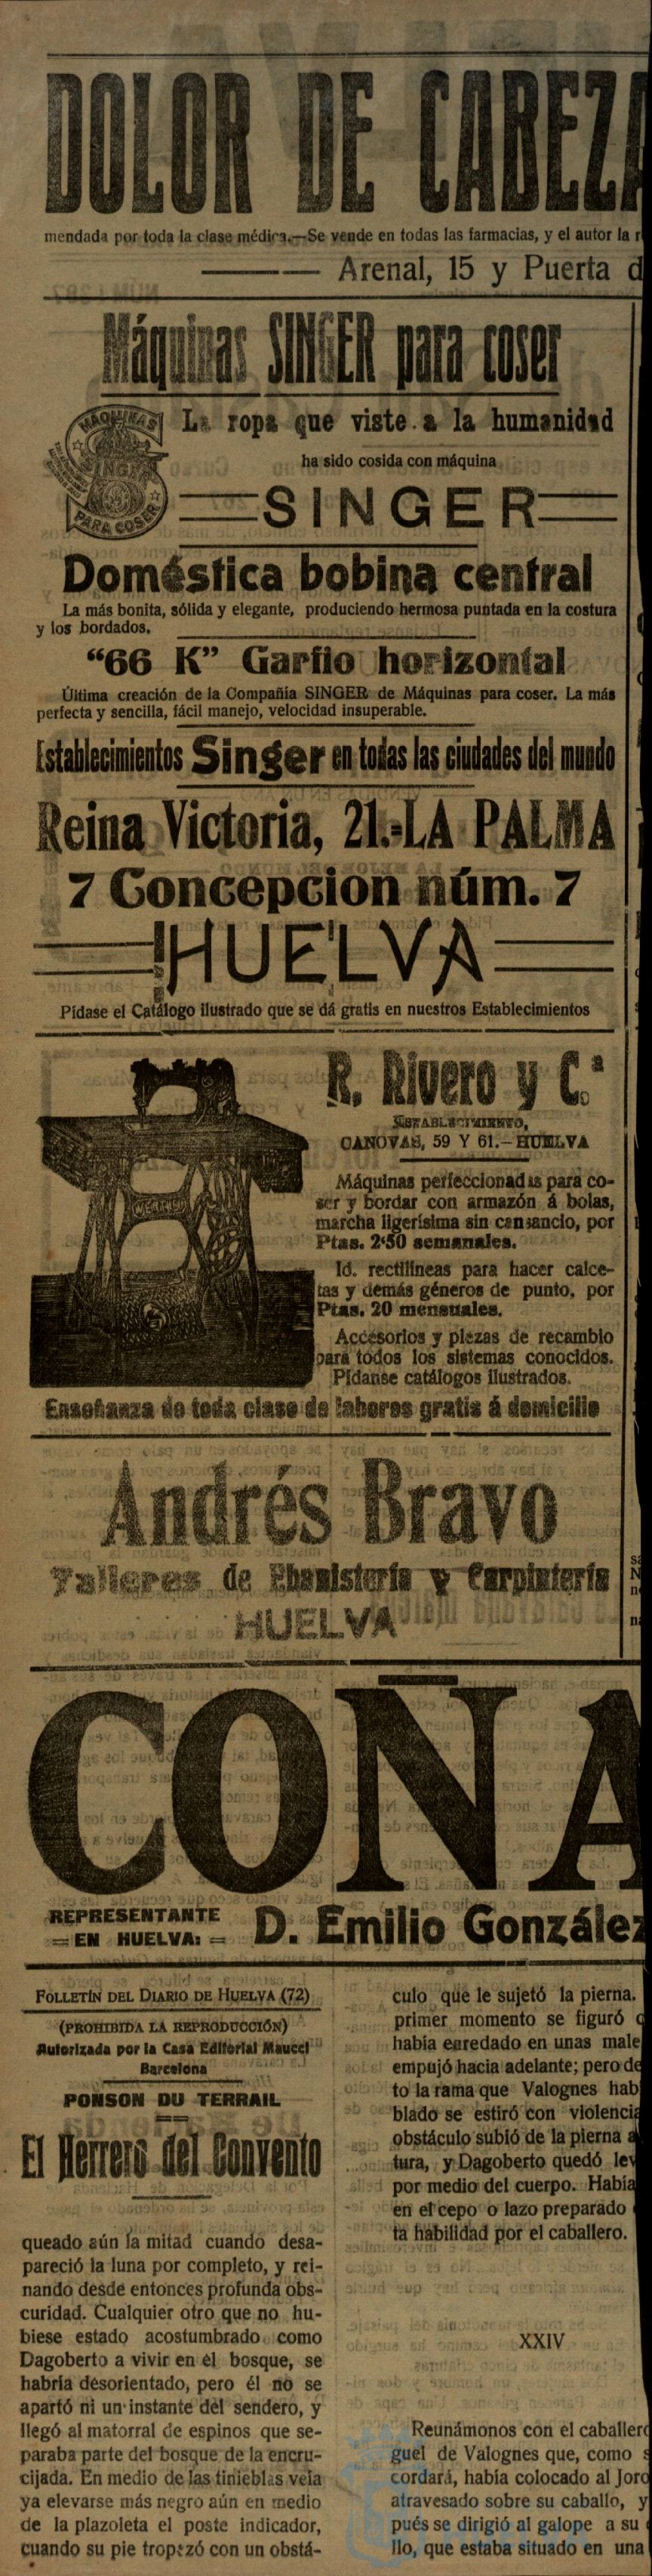 DOLOR DE CABEZA
mendada por toda la clase médica.—Se vende en todas las farmacias, y el autor la r
Arenal, 15 y Puerta d
Máquinas SINGER para coser
MÁQUINAS
SINGER
PARA COSER
La ropa que viste a la humanidad
ha sido cosida con máquina
SINGER
Doméstica bobina central
La más bonita, sólida y elegante, produciendo hermosa puntada en la costura
y los bordados.
“66 K” Garfio horizontal
Última creación de la Compañia SINGER de Máquinas para coser. La más
perfecta y sencilla, fácil manejo, velocidad insuperable.
Establecimientos Singer en todas las ciudades del mundo
Reina Victoria, 21.=LA PALMA
7 Concepcion núm. 7
HUELVA
Pídase el Catálogo ilustrado que se dá gratis en nuestros Establecimientos
R. Rivero y C.ª
ESTABLECIMIENTO,
CANOVAS, 59 Y 61.—HUELVA
Máquinas perfeccionadas para co-
ser y bordar con armazón á bolas,
marcha ligerísima sin cansancio, por
Ptas. 2'50 semanales.
Id. rectilíneas para hacer calce-
tas y demás géneros de punto, por
Ptas. 20 mensuales.
Accesorios y piezas de recambio
para todos los sistemas conocidos.
Pídanse catálogos ilustrados.
Enseñanza de toda clase de labores gratis á domicilio
Andrés Bravo
Talleres de Ebanistería y Carpintería
HUELVA
COÑA
REPRESENTANTE
EN HUELVA:
D. Emilio González
FOLLETÍN DEL DIARIO DE HUELVA (72)
(PROHIBIDA LA REPRODUCCIÓN)
Autorizada por la Casa Editorial Maucci
Barcelona
PONSON DU TERRAIL
El Herrero del Convento
queado aún la mitad cuando desa-
pareció la luna por completo, y rei-
nando desde entonces profunda obs-
curidad. Cualquier otro que no hu-
biese estado acostumbrado como
Dagoberto a vivir en el bosque, se
habría desorientado, pero él no se
apartó ni un instante del sendero, y
llegó al matorral de espinos que se-
paraba parte del bosque de la encru-
cijada. En medio de las tinieblas veía
ya elevarse más negro aún en medio
de la plazoleta el poste indicador,
cuando su pie tropezó con un obstá-
culo que le sujetó la pierna.
primer momento se figuró q
había enredado en unas male
empujó hacia adelante; pero de
to la rama que Valognes hab
blado se estiró con violencia
obstáculo subió de la pierna a
tura, y Dagoberto quedó lev
por medio del cuerpo. Había
en el cepo o lazo preparado
ta habilidad por el caballero.
XXIV
Reunámonos con el caballero
guel de Valognes que, como s
cordará, había colocado al Joro
atravesado sobre su caballo, y
pués se dirigió al galope a su
llo, que estaba situado en una